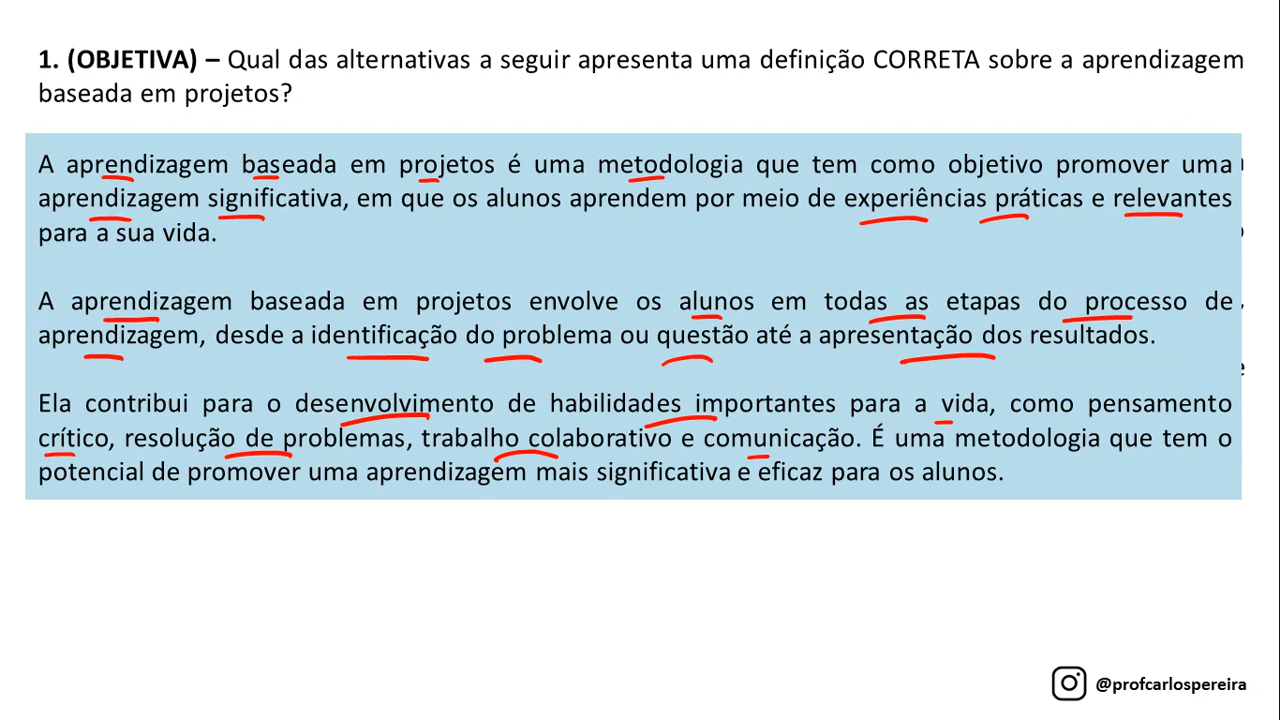 1. (OBJETIVA) – Qual das alternativas a seguir apresenta uma definição CORRETA sobre a aprendizagem
baseada em projetos?
A aprendizagem baseada em projetos é uma metodologia que tem como objetivo promover uma
aprendizagem significativa, em que os alunos aprendem por meio de experiências práticas e relevantes
para a sua vida.
A aprendizagem baseada em projetos envolve os alunos em todas as etapas do processo de
aprendizagem, desde a identificação do problema ou questão até a apresentação dos resultados.
Ela contribui para o desenvolvimento de habilidades importantes para a vida, como pensamento
crítico, resolução de problemas, trabalho colaborativo e comunicação. É uma metodologia que tem o
potencial de promover uma aprendizagem mais significativa e eficaz para os alunos.
@profcarlospereira